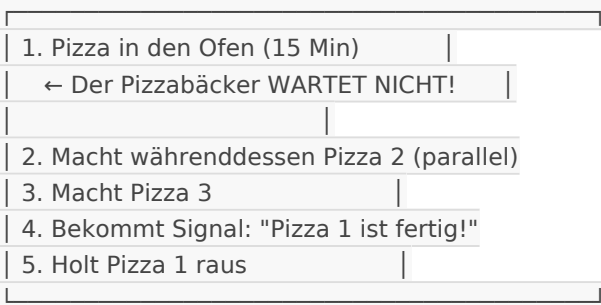 ┌─────────────────────────────────────────┐
│ 1. Pizza in den Ofen (15 Min)            │
│    ← Der Pizzabäcker WARTET NICHT!       │
│                                          │
│ 2. Macht währenddessen Pizza 2 (parallel)
│ 3. Macht Pizza 3                         │
│ 4. Bekommt Signal: "Pizza 1 ist fertig!"
│ 5. Holt Pizza 1 raus                     │
└─────────────────────────────────────────┘